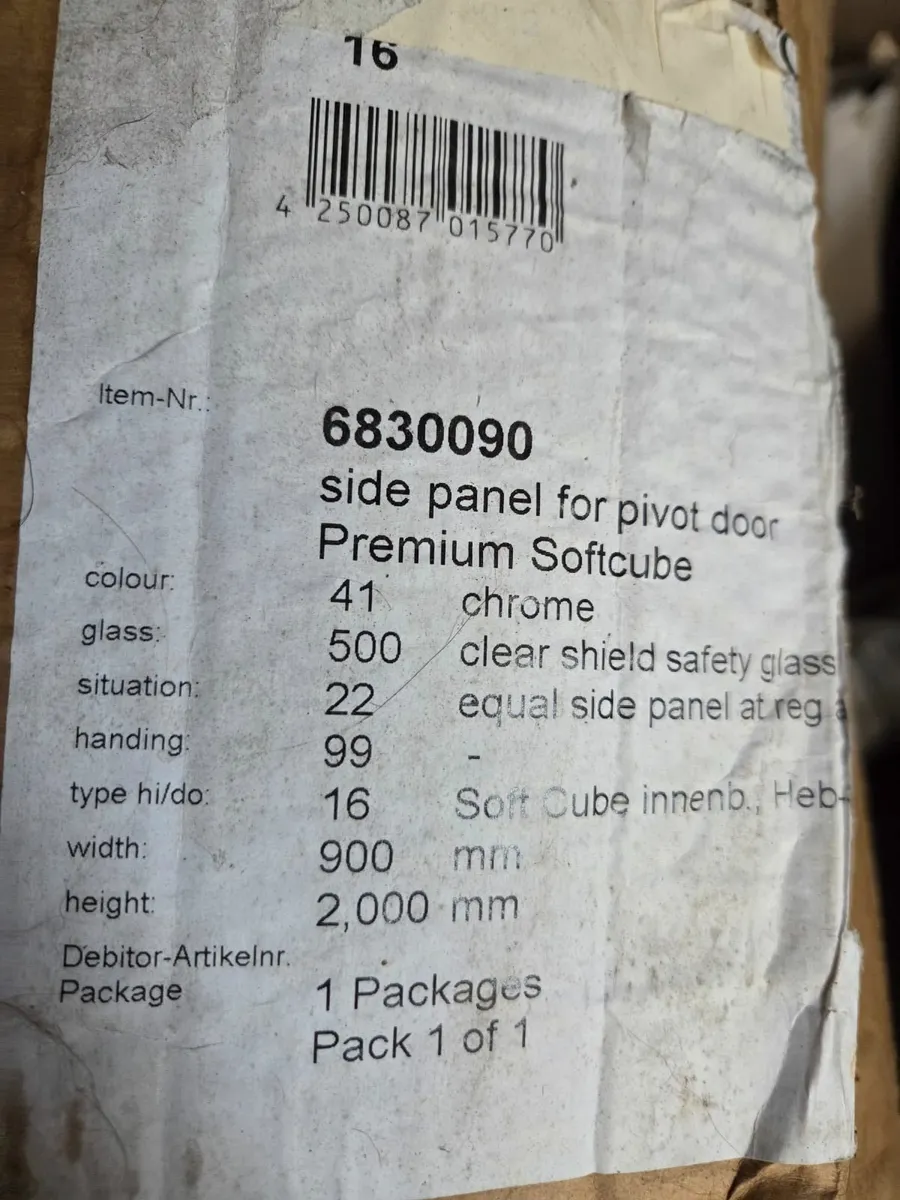 16
4 250087 015770
Item-Nr.: 6830090
side panel for pivot door
Premium Softcube
colour: 41 chrome
glass: 500 clear shield safety glass
situation: 22 equal side panel at reg a
handing: 99 -
type hi/do: 16 Soft Cube innenb., Heb-
width: 900 mm
height: 2,000 mm
Debitor-Artikelnr.
Package 1 Packages
Pack 1 of 1